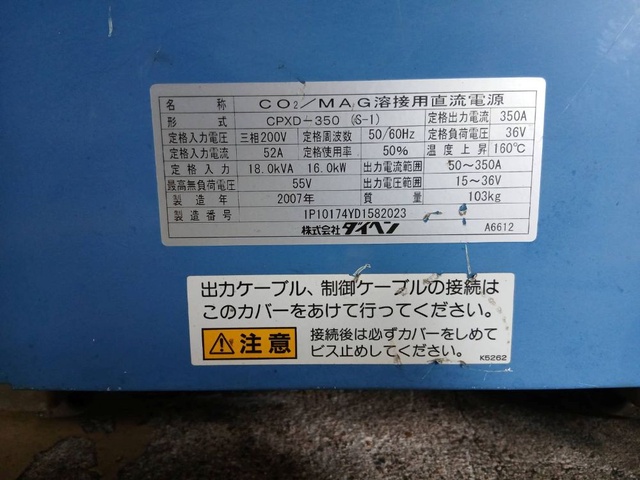 名称 CO2/MAG溶接用直流電源
形式 CPXD-350 (S-1) 定格出力電流 350A
定格入力電圧 三相200V 定格周波数 50/60Hz 定格負荷電圧 36V
定格入力電流 52A 定格使用率 50% 温度上昇 160℃
定格入力 18.0kVA 16.0kW 出力電流範囲 50~350A
最高無負荷電圧 55V 出力電圧範囲 15~36V
製造年 2007年 質量 103kg
製造番号 1P10174YD1582023
株式会社ダイヘン A6612
出力ケーブル、制御ケーブルの接続は
このカバーをあけて行ってください。
注意 接続後は必ずカバーをしめて
ビス止めしてください。
K5262